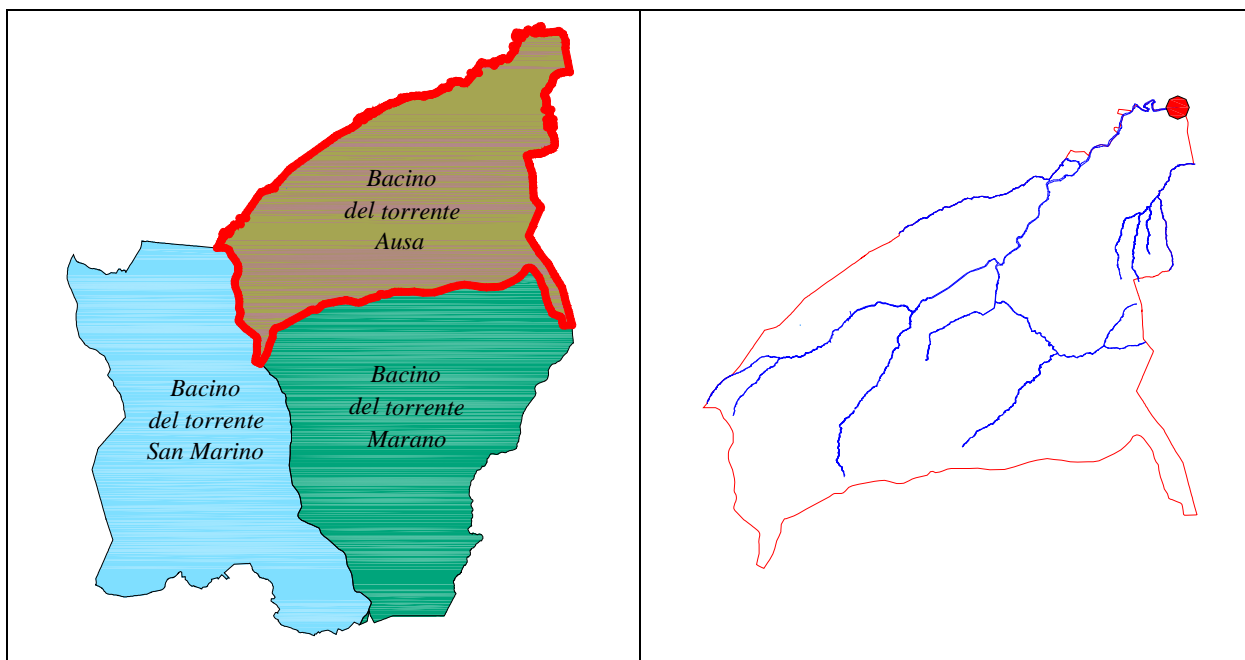 Bacino
del torrente
Ausa
Bacino
del torrente
San Marino
Bacino
del torrente
Marano